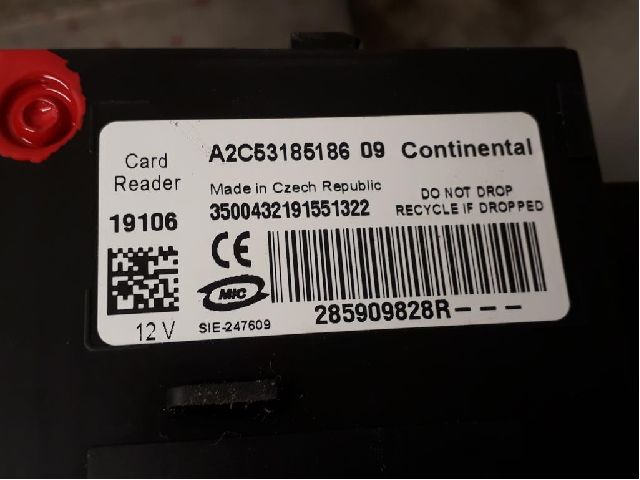 Card Reader
A2C53185186 09 Continental
Made in Czech Republic
DO NOT DROP
19106
3500432191551322
RECYCLE IF DROPPED
CE
MIC
285909828R---
12 V
SIE-247609